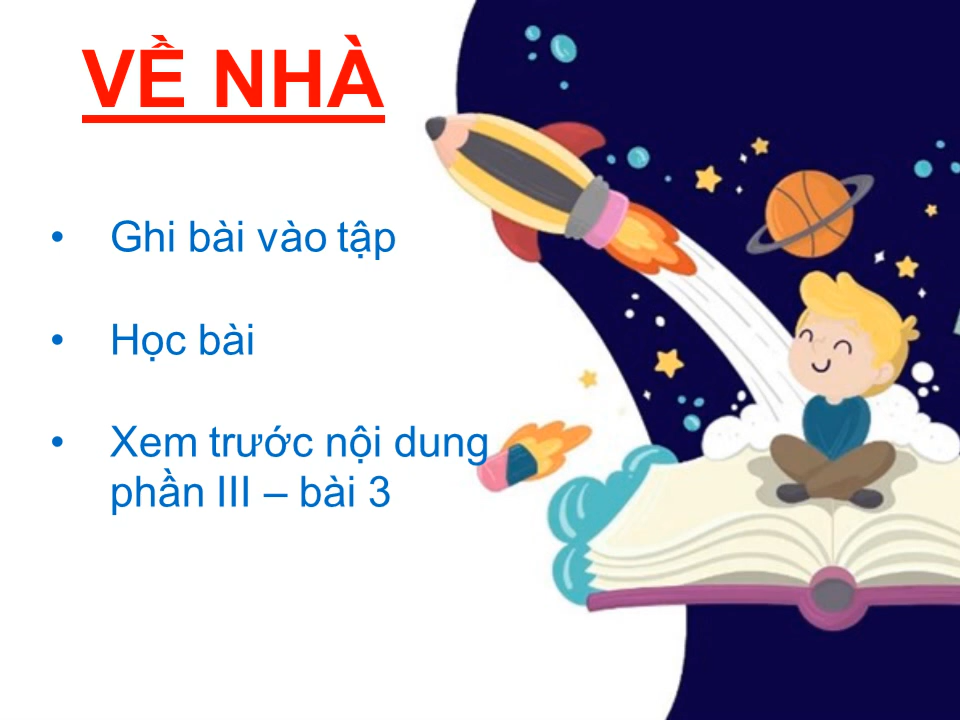 VỀ NHÀ
• Ghi bài vào tập
• Học bài
• Xem trước nội dung
phần III – bài 3